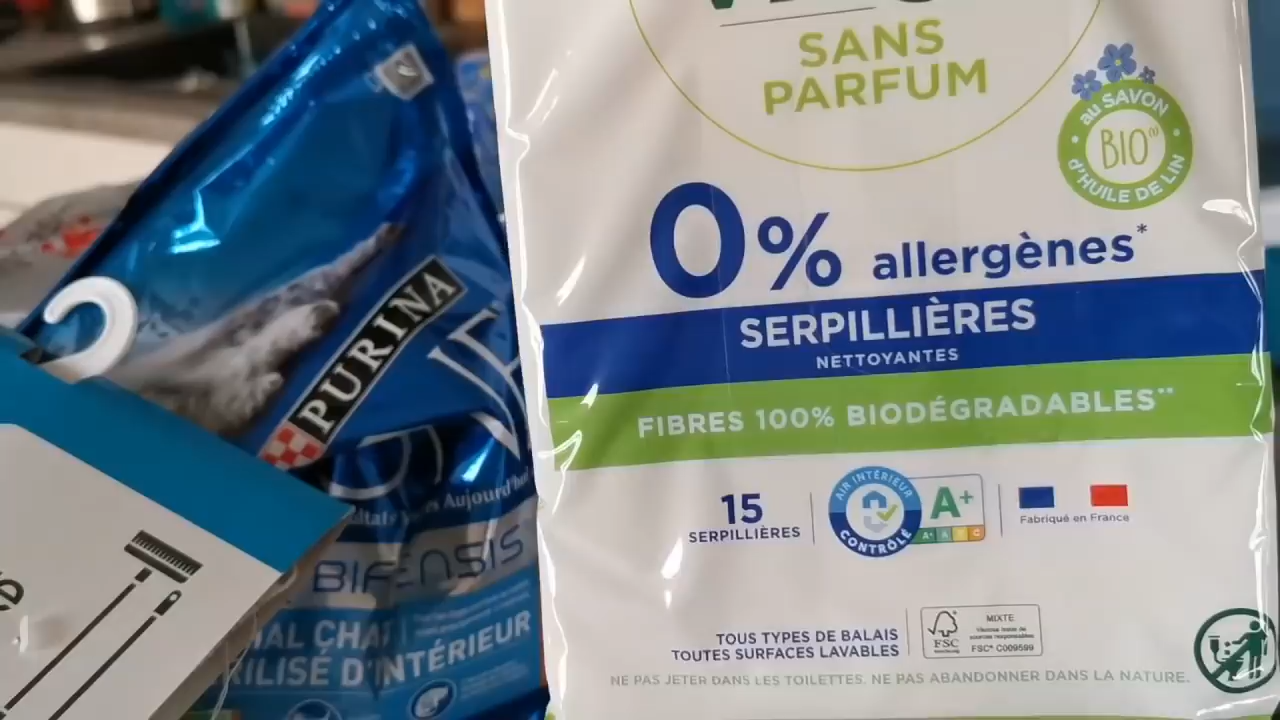 SANS
PARFUM
au SAVON
BIO
d'HUILE DE LIN
0% allergènes*
SERPILLIÈRES
NETTOYANTES
FIBRES 100% BIODÉGRADABLES**
15
SERPILLIÈRES
AIR INTÉRIEUR
CONTRÔLÉ
A+
A+ A B C
Fabriqué en France
TOUS TYPES DE BALAIS
TOUTES SURFACES LAVABLES
FSC
MIXTE
FSC® C009599
NE PAS JETER DANS LES TOILETTES. NE PAS ABANDONNER DANS LA NATURE.
PURINA
Aujourd'hui
D'INTÉRIEUR